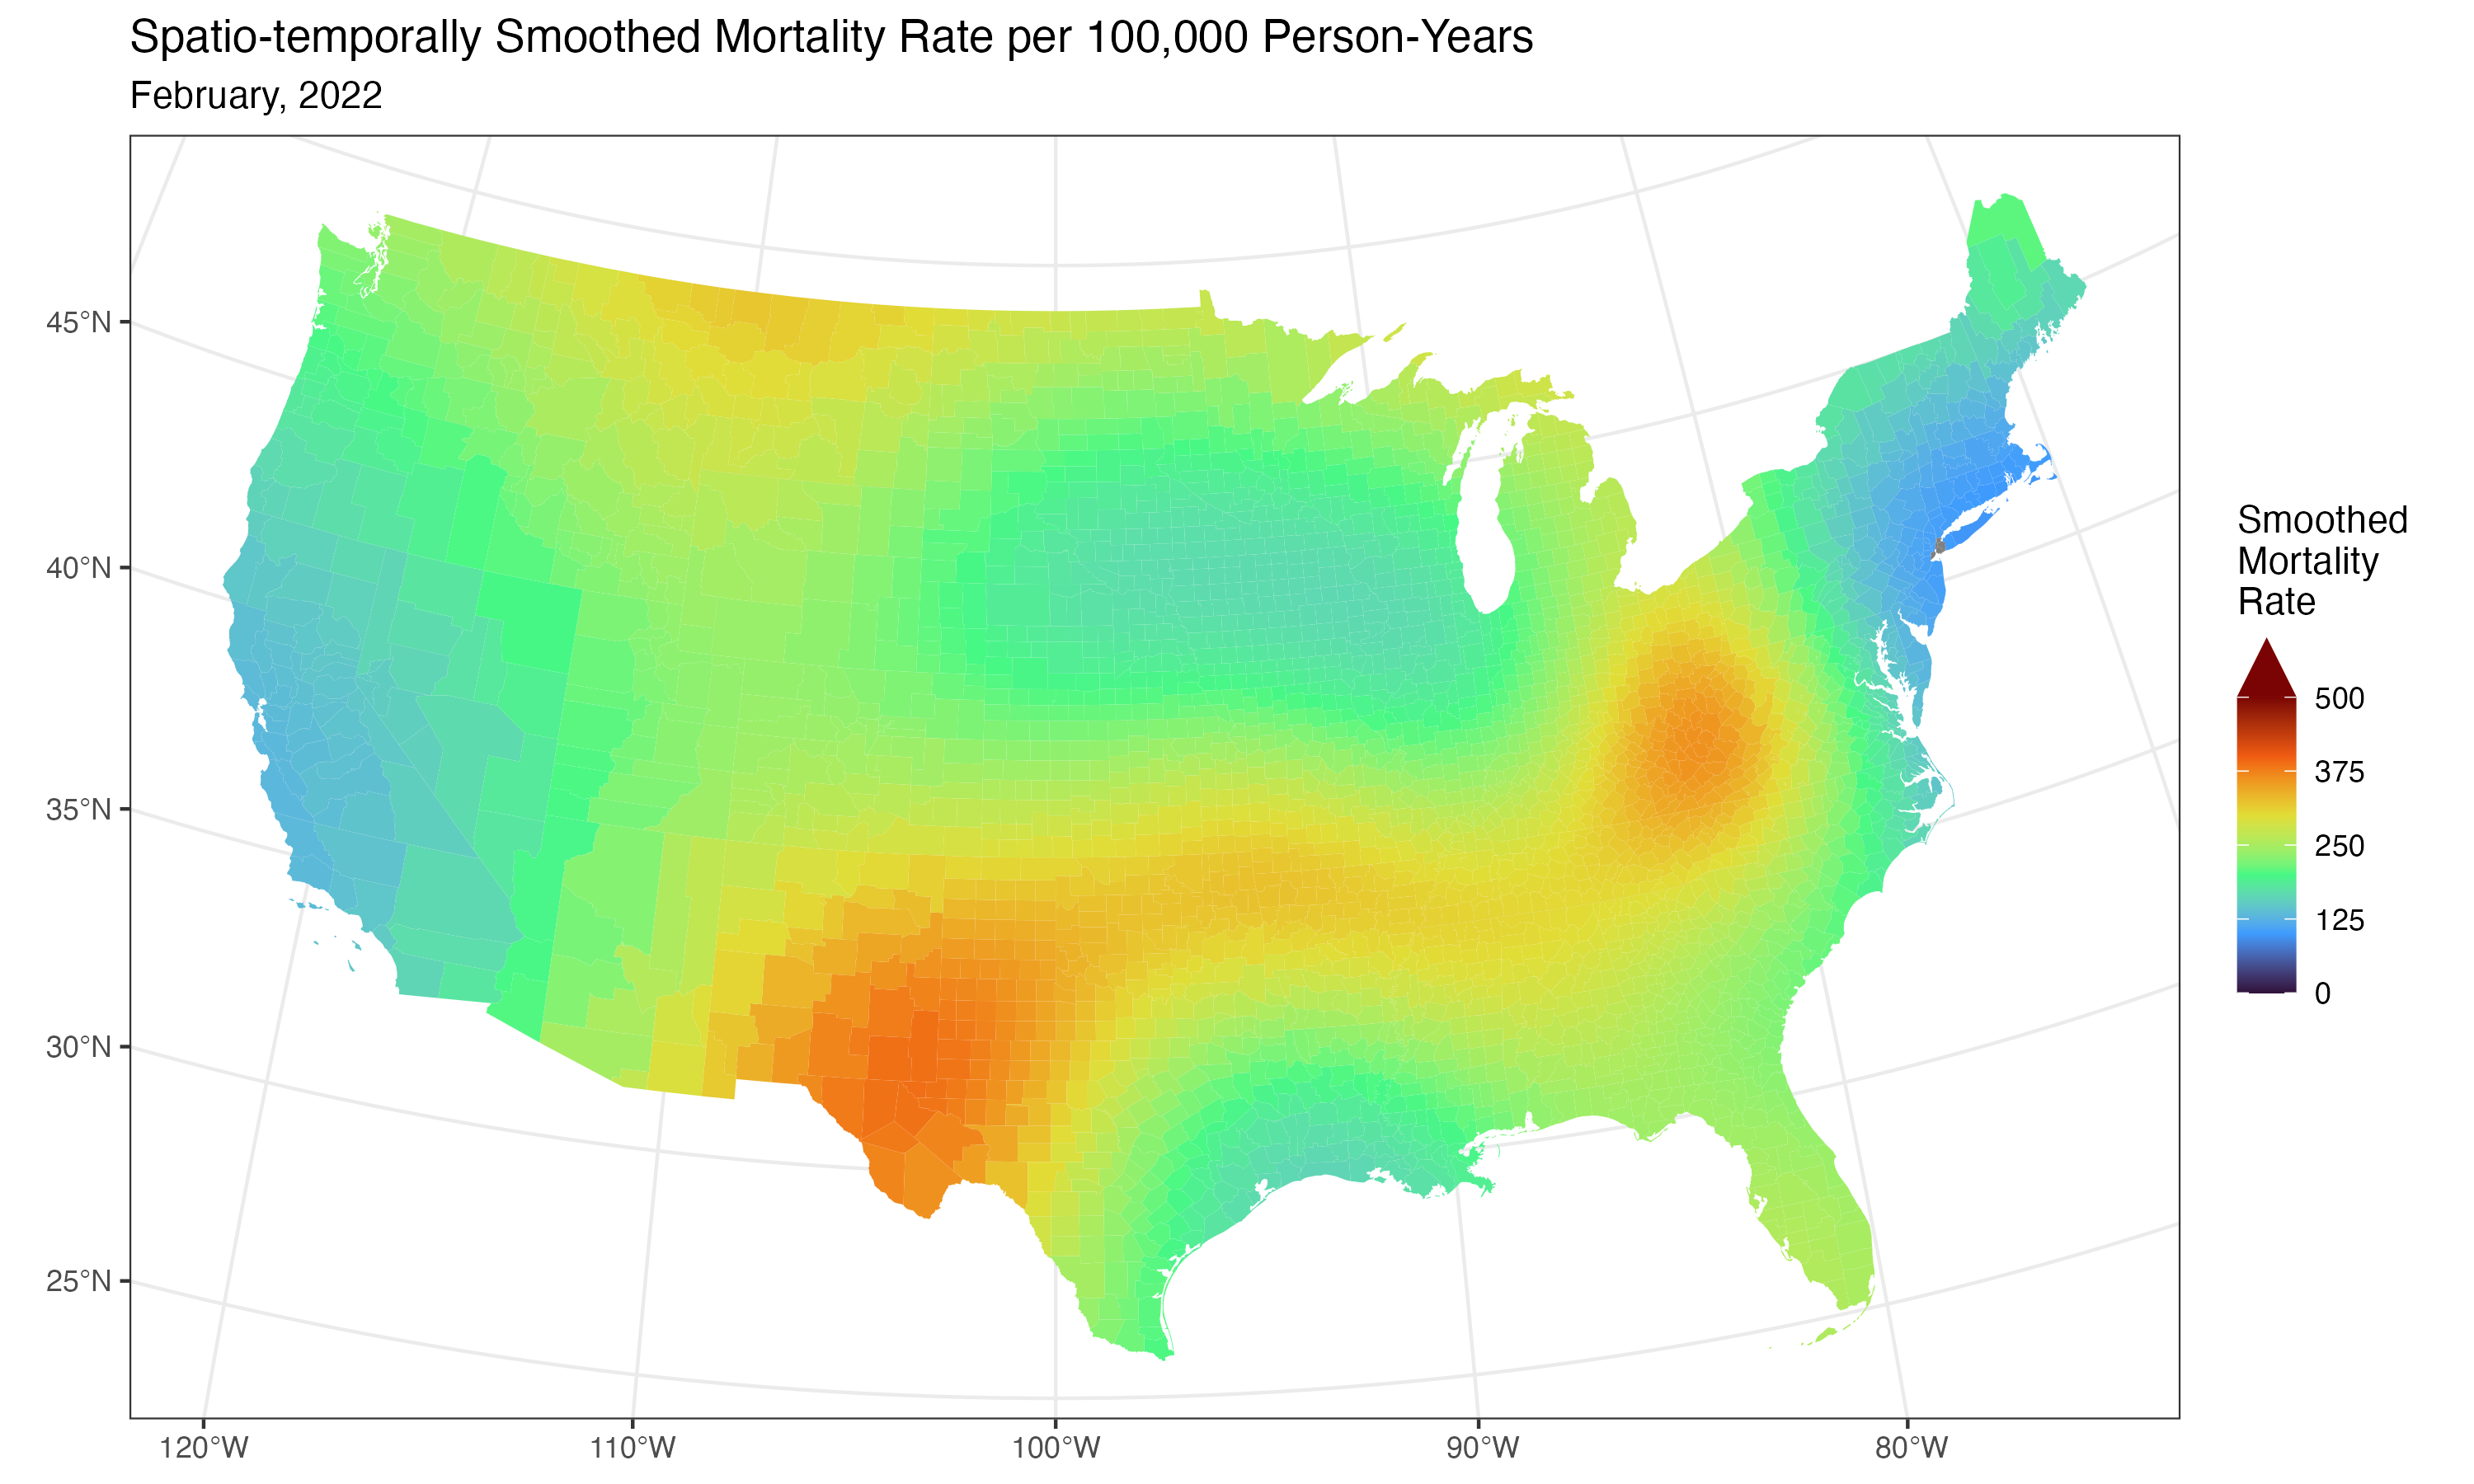 Spatio-temporally Smoothed Mortality Rate per 100,000 Person-Years
February, 2022
45°N
40°N
35°N
30°N
25°N
120°W
110°W
100°W
90°W
80°W
Smoothed
Mortality
Rate
500
375
250
125
0